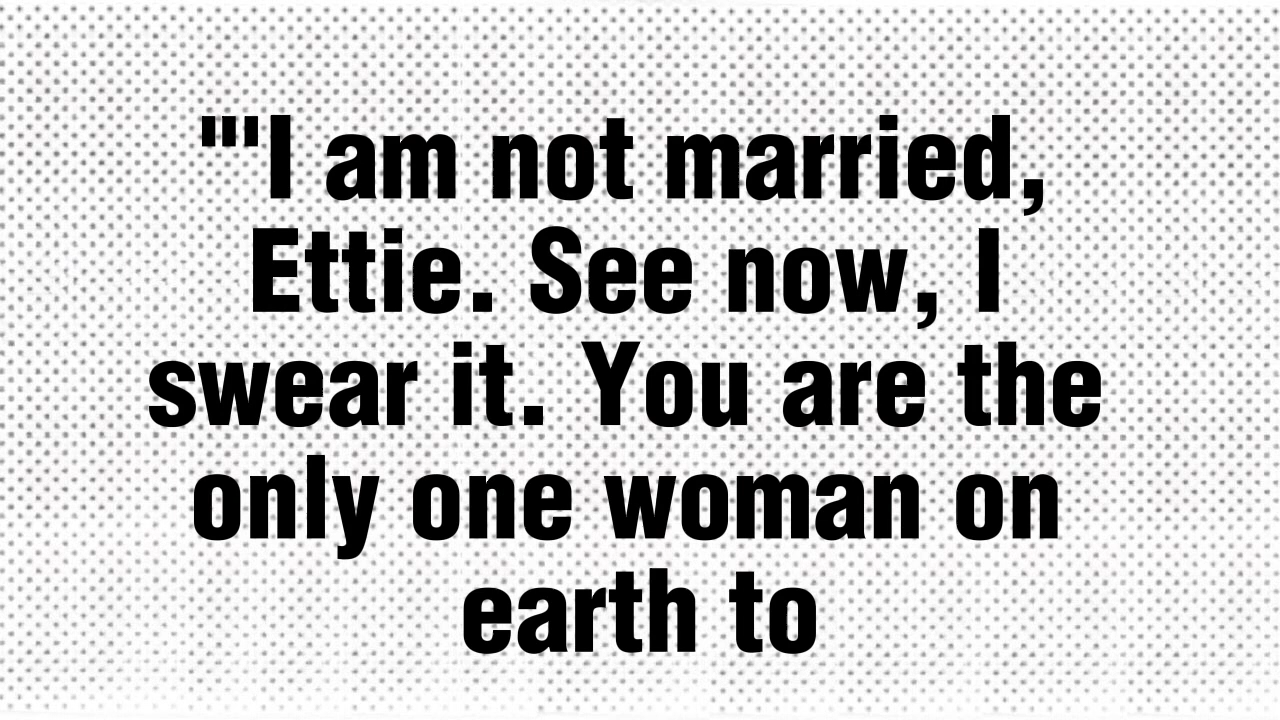 "'I am not married,
Ettie. See now, I
swear it. You are the
only one woman on
earth to